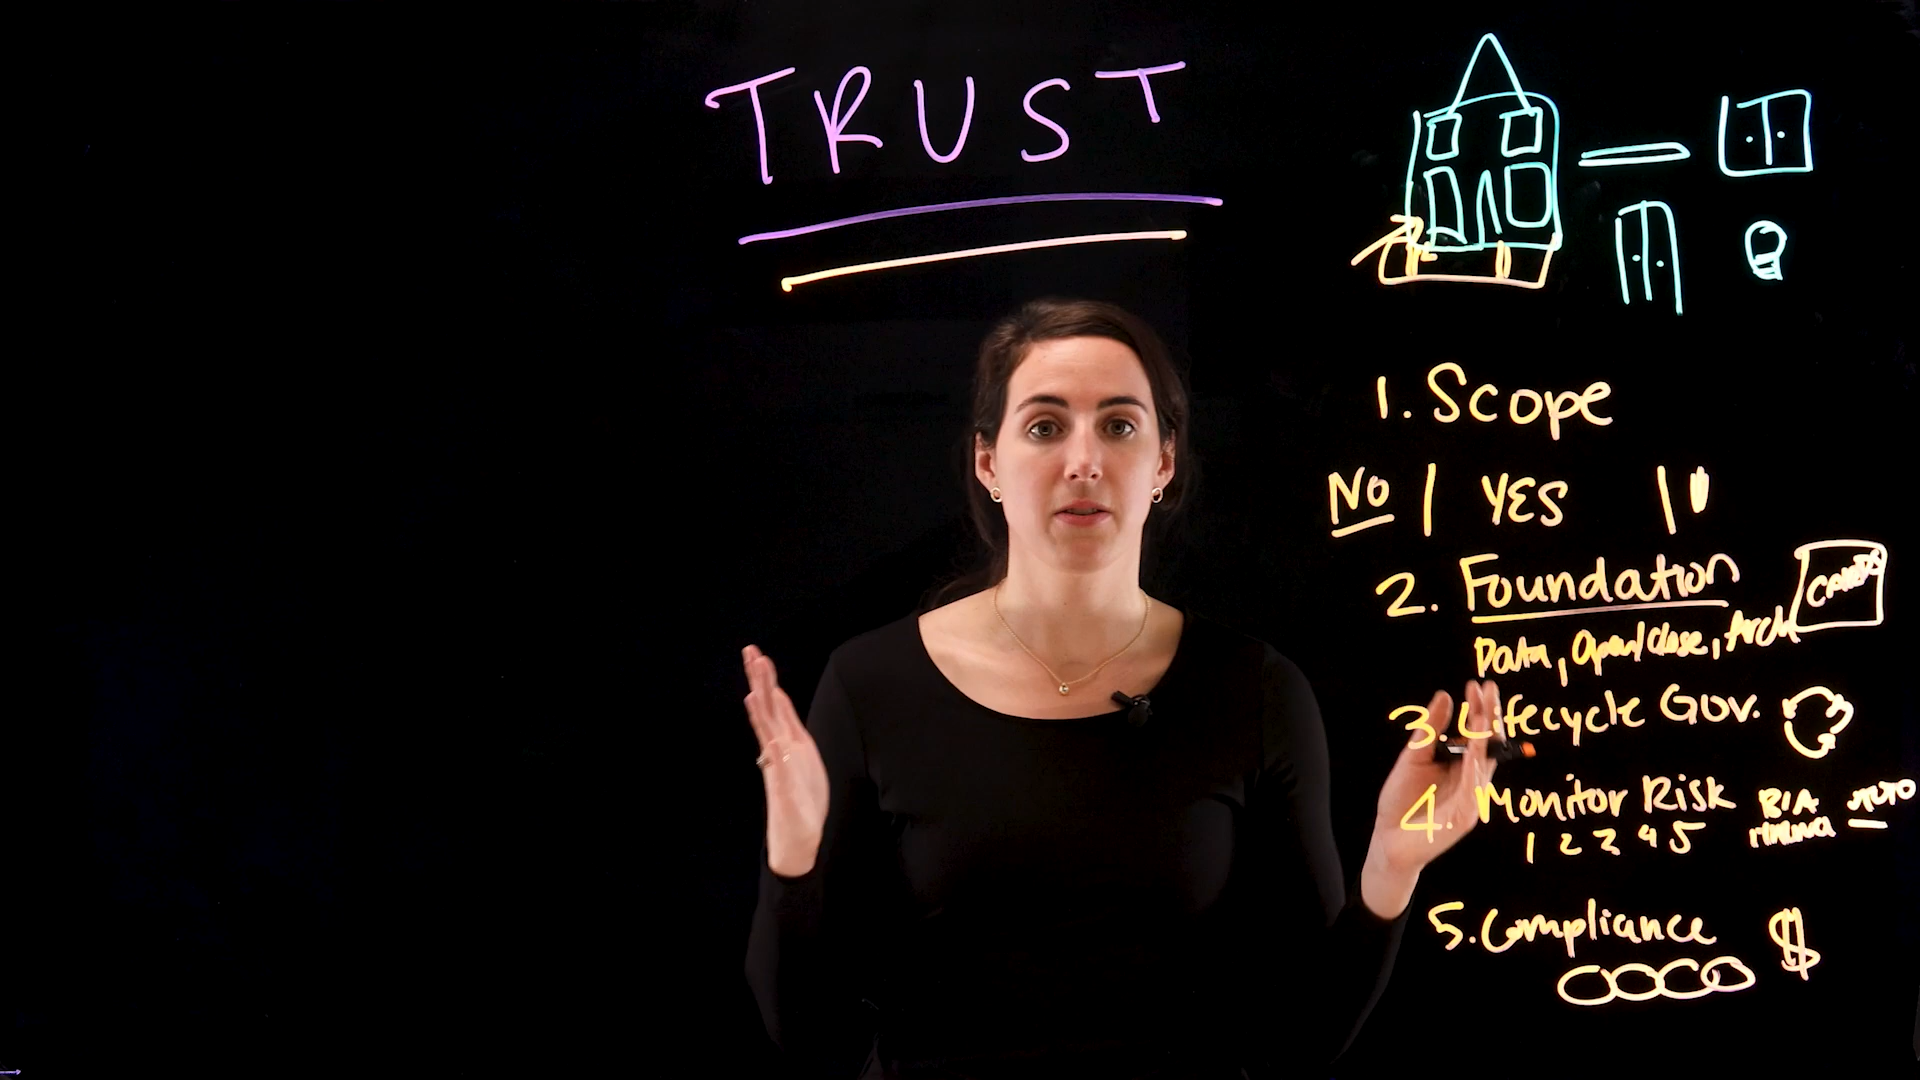 TRUST
1. Scope
NO | YES |
2. Foundation
Data, Open/close, Arch
3. Lifecycle Gov.
4. Monitor Risk
1 2 3 4 5
AUTO
5. Compliance $